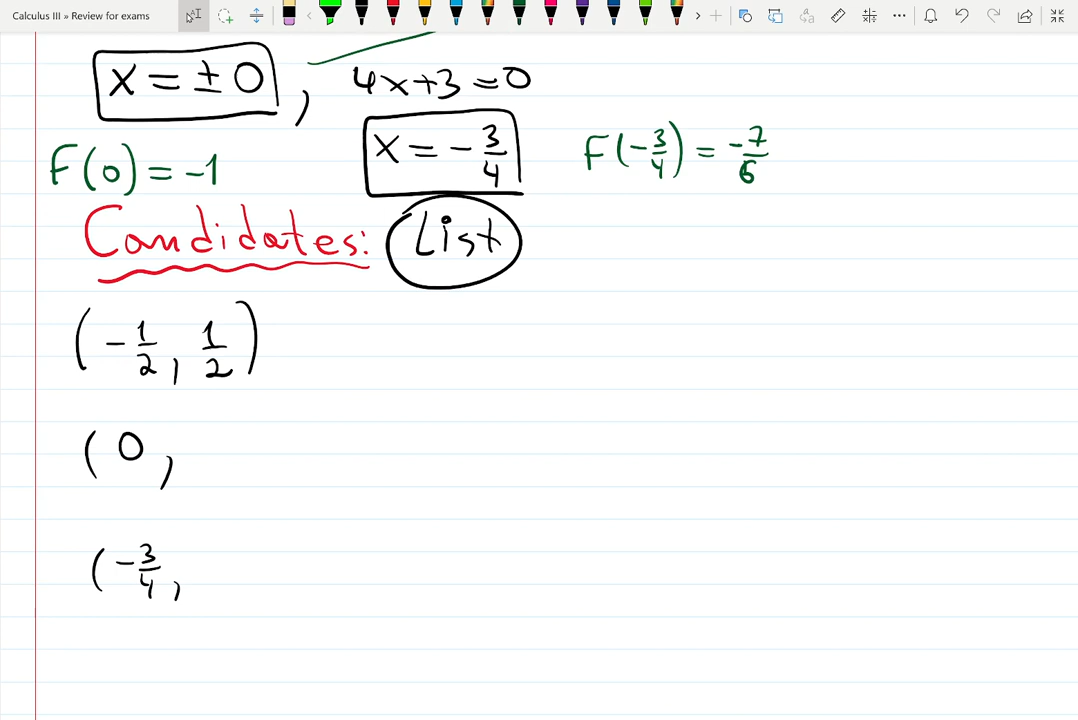 Calculus III » Review for exams
x = ± 0 , 4x+3=0
F(0) = -1 x = -3/4 F(-3/4) = -7/6
Candidates: List
(-1/2, 1/2)
(0,
(-3/4,